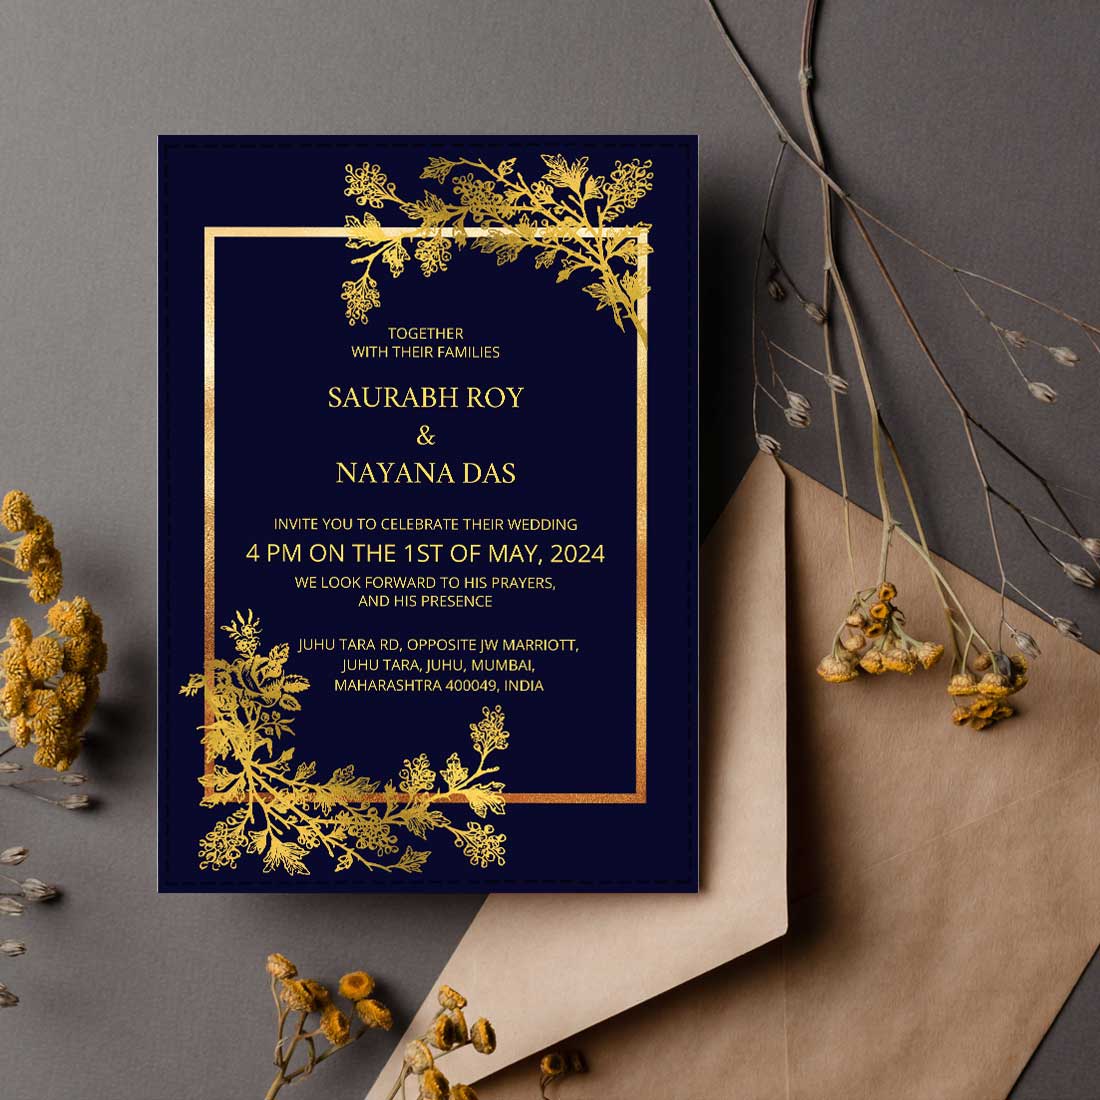 TOGETHER
WITH THEIR FAMILIES
SAURABH ROY
&
NAYANA DAS
INVITE YOU TO CELEBRATE THEIR WEDDING
4 PM ON THE 1ST OF MAY, 2024
WE LOOK FORWARD TO HIS PRAYERS,
AND HIS PRESENCE
JUHU TARA RD, OPPOSITE JW MARRIOTT,
JUHU TARA, JUHU, MUMBAI,
MAHARASHTRA 400049, INDIA